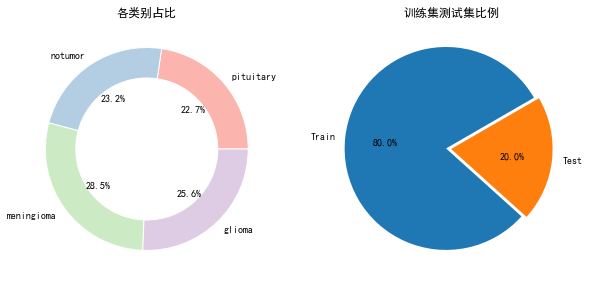 各类别占比
notumor
pituitary
23.2%
22.7%
28.5%
25.6%
meningioma
glioma
训练集测试集比例
Train
80.0%
20.0%
Test